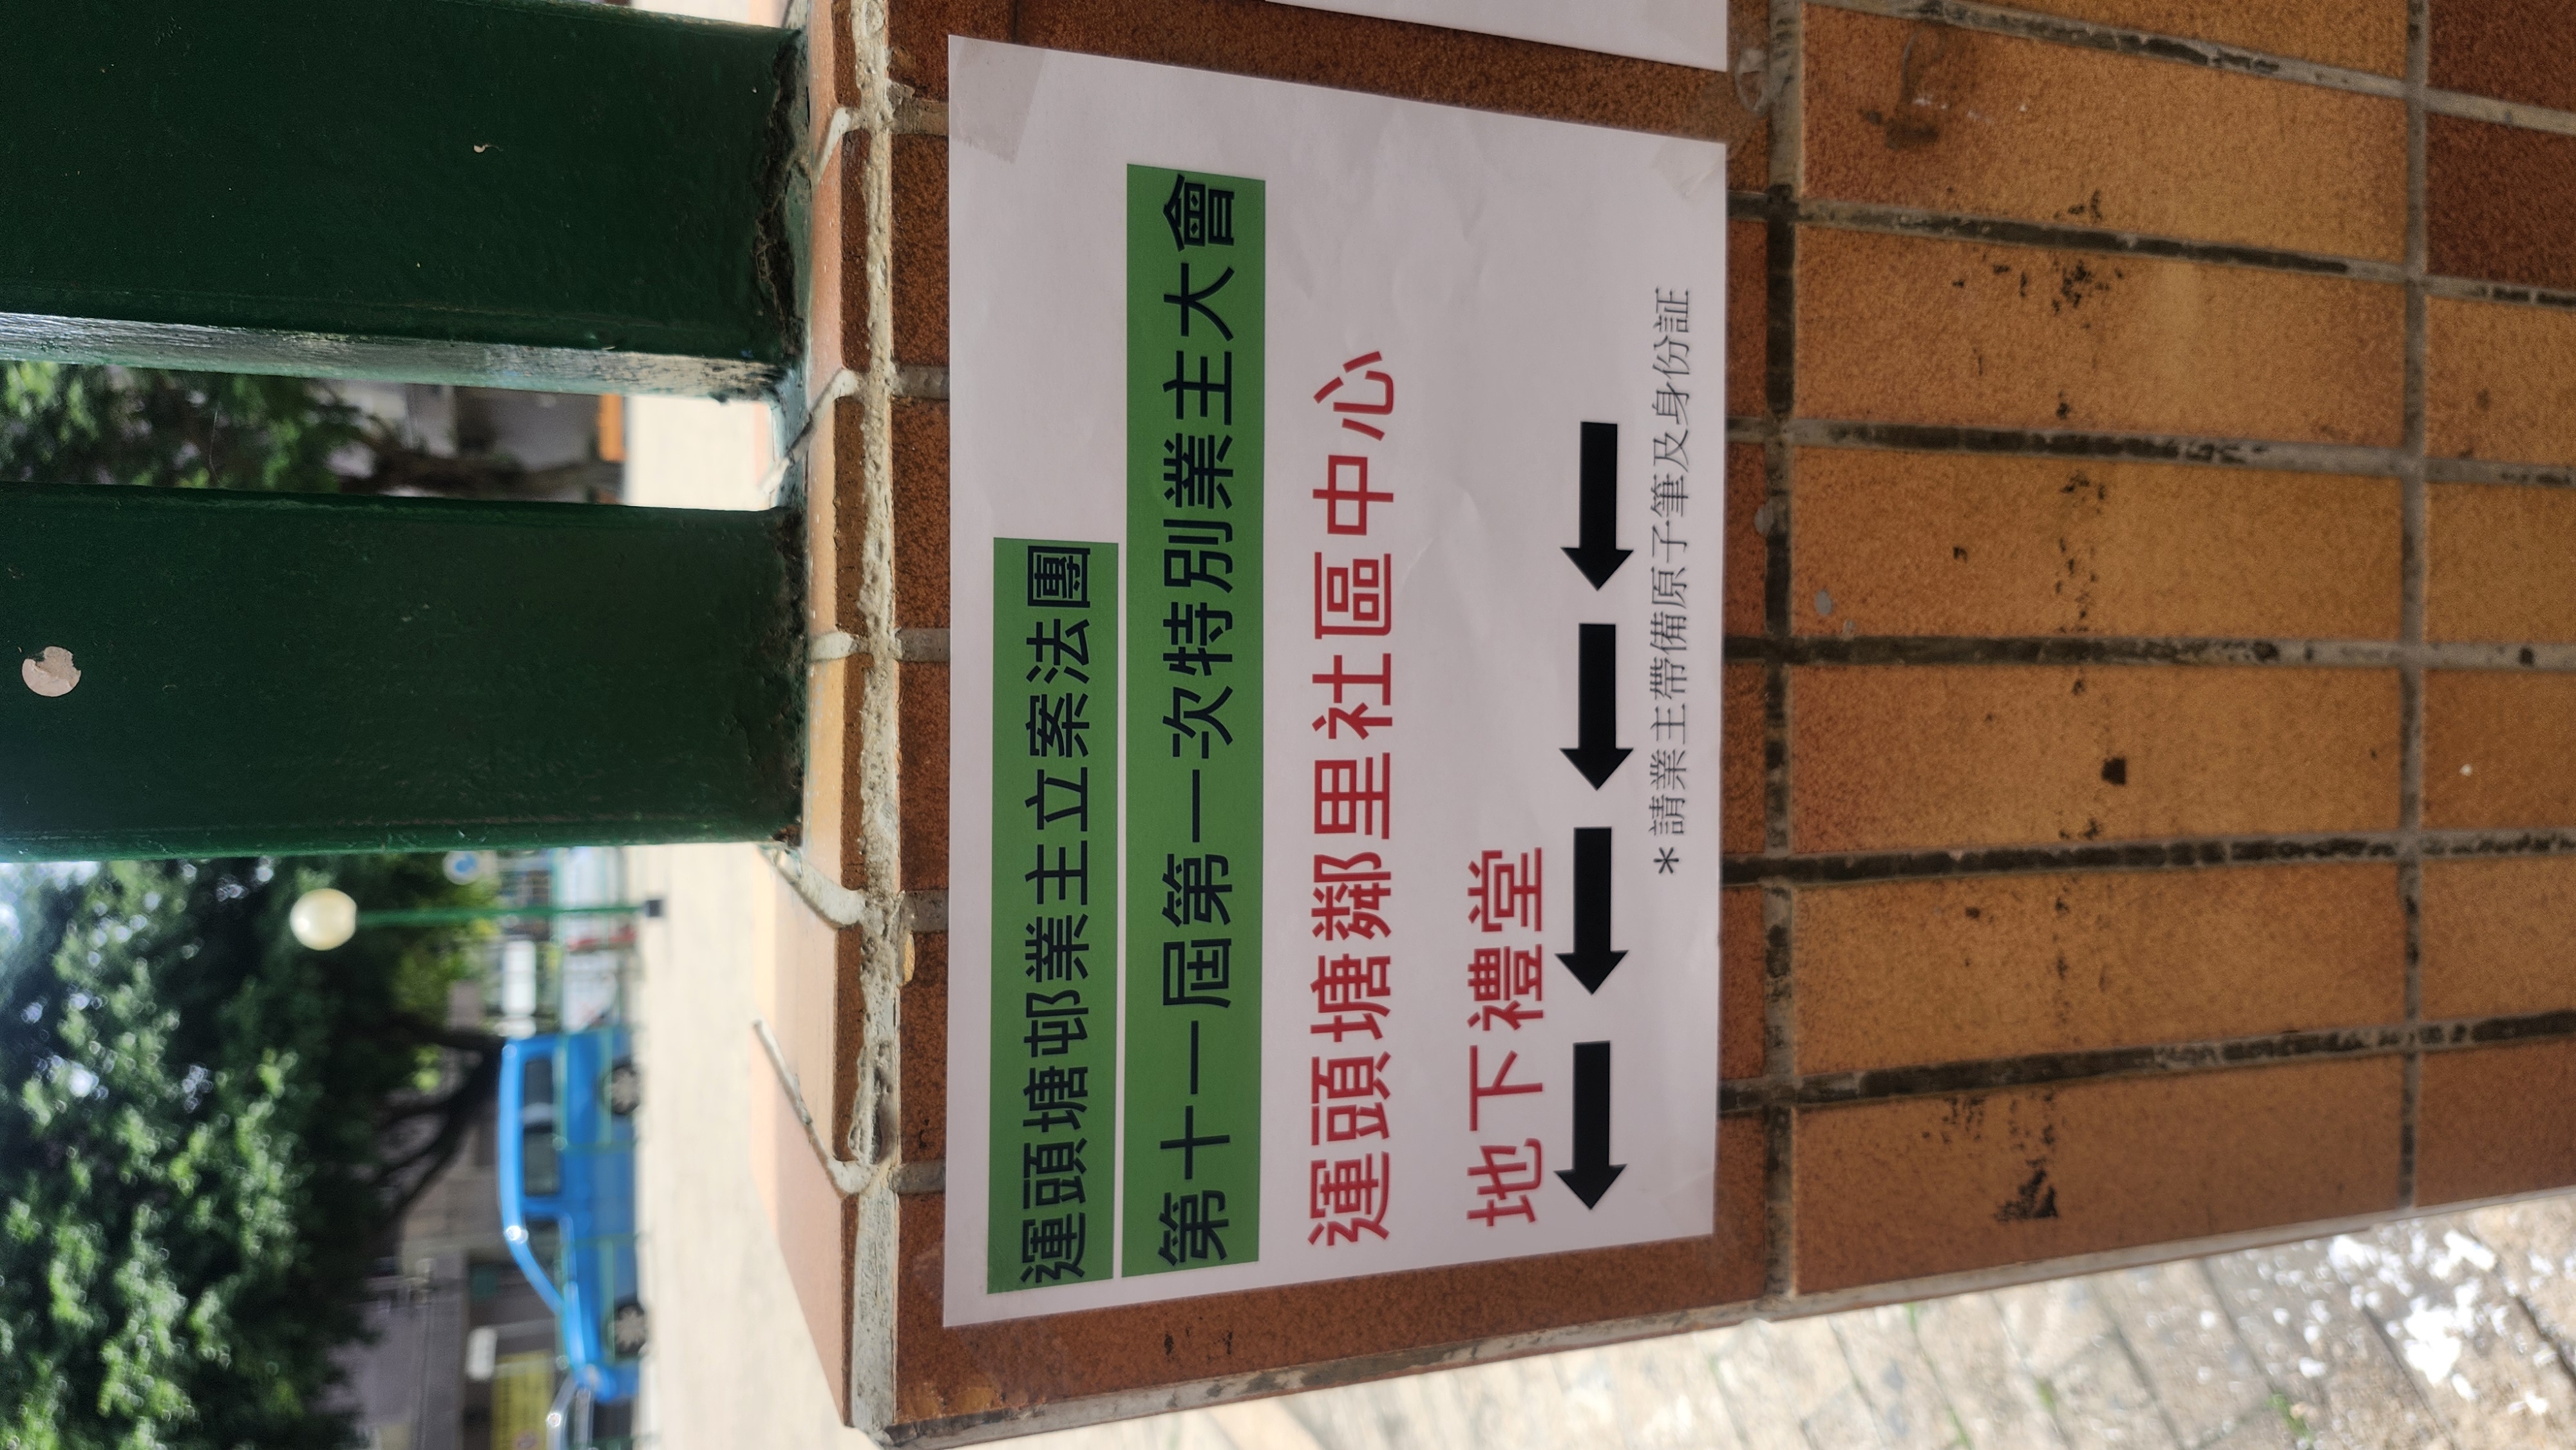 運頭塘邨業主立案法團
第十一屆第一次特別業主大會
運頭塘鄰里社區中心
地下禮堂
*請業主帶備原子筆及身份証